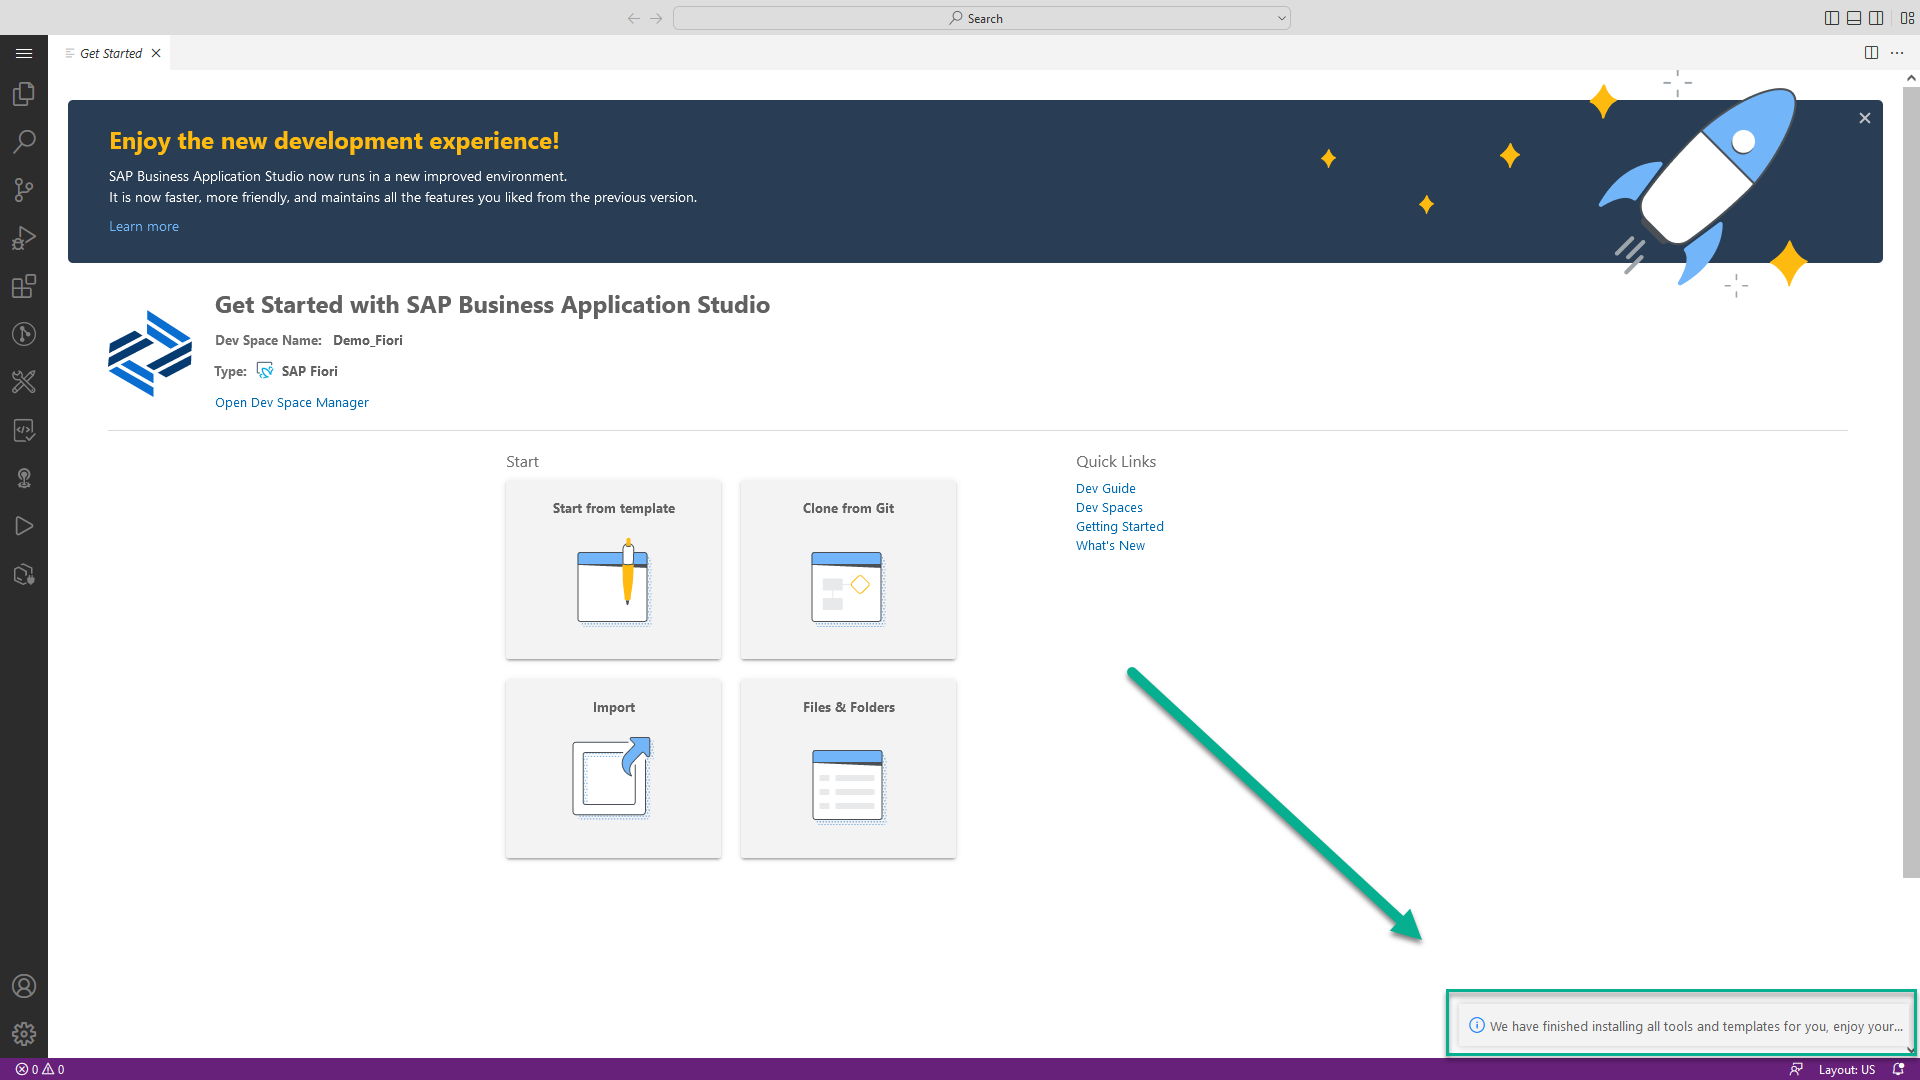 Search
Get Started
Enjoy the new development experience!
SAP Business Application Studio now runs in a new improved environment.
It is now faster, more friendly, and maintains all the features you liked from the previous version.
Learn more
Get Started with SAP Business Application Studio
Dev Space Name: Demo_Fiori
Type: SAP Fiori
Open Dev Space Manager
Start
Start from template
Clone from Git
Import
Files & Folders
Quick Links
Dev Guide
Dev Spaces
Getting Started
What's New
We have finished installing all tools and templates for you, enjoy your...
0 0
Layout: US